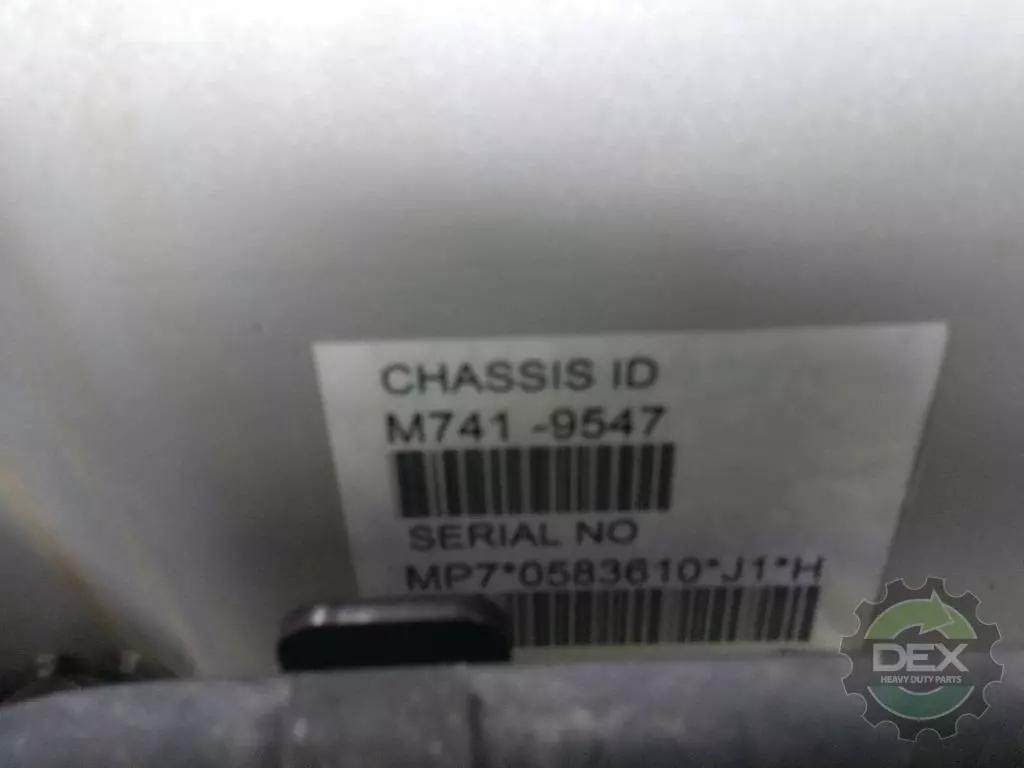 CHASSIS ID
M741 -9547
SERIAL NO
MP7*0583610*J1*H
DEX
HEAVY DUTY PARTS